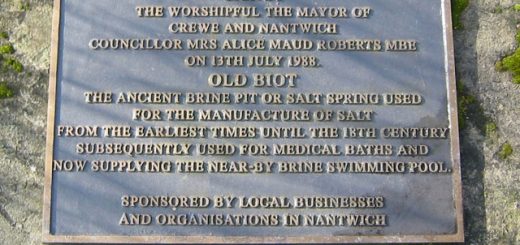 THE WORSHIPFUL THE MAYOR OF
CREWE AND NANTWICH
COUNCILLOR MRS ALICE MAUD ROBERTS MBE
ON 13TH JULY 1988.
OLD BIOT
THE ANCIENT BRINE PIT OR SALT SPRING USED
FOR THE MANUFACTURE OF SALT
FROM THE EARLIEST TIMES UNTIL THE 18TH CENTURY
SUBSEQUENTLY USED FOR MEDICAL BATHS AND
NOW SUPPLYING THE NEAR-BY BRINE SWIMMING POOL.
SPONSORED BY LOCAL BUSINESSES
AND ORGANISATIONS IN NANTWICH